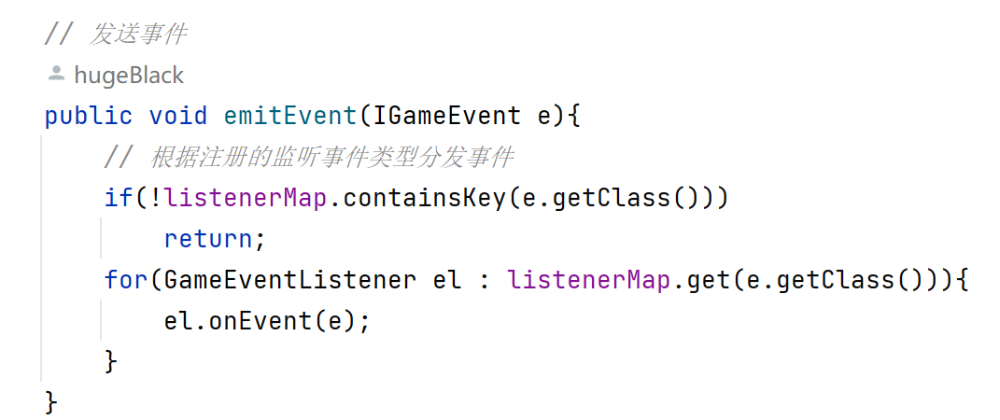 // 发送事件
hugeBlack
public void emitEvent(IGameEvent e){
    // 根据注册的监听事件类型分发事件
    if(!listenerMap.containsKey(e.getClass()))
        return;
    for(GameEventListener el : listenerMap.get(e.getClass())){
        el.onEvent(e);
    }
}